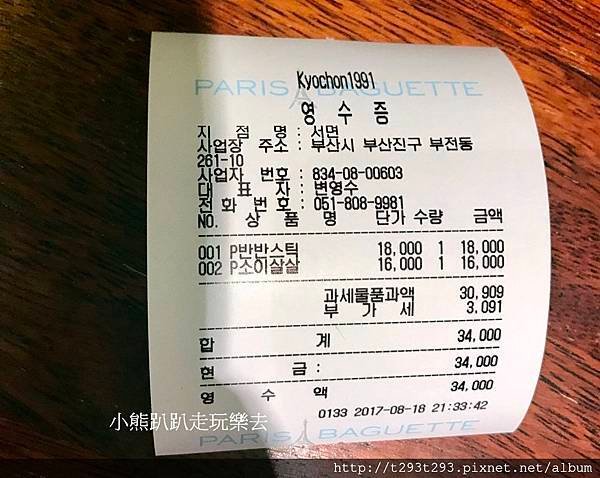 PARIS BAGUETTE
Kyochon1991
영 수 증
지 점 명 : 서면
사업장 주소 : 부산시 부산진구 부전동
261-10
사업자 번호 : 834-08-00603
대 표 자 : 변영수
전 화 번 호 : 051-808-9981
NO. 상 품 명 단가 수량 금액
001 P반반스틱 18,000 1 18,000
002 P소이살살 16,000 1 16,000
과세물품과액 30,909
부 가 세 3,091
합 계 34,000
현 금 : 34,000
영 수 액 34,000
0133 2017-08-18 21:33:42
小熊趴趴走玩樂去
PARIS BAGUETTE
http://t293t293.pixnet.net/album